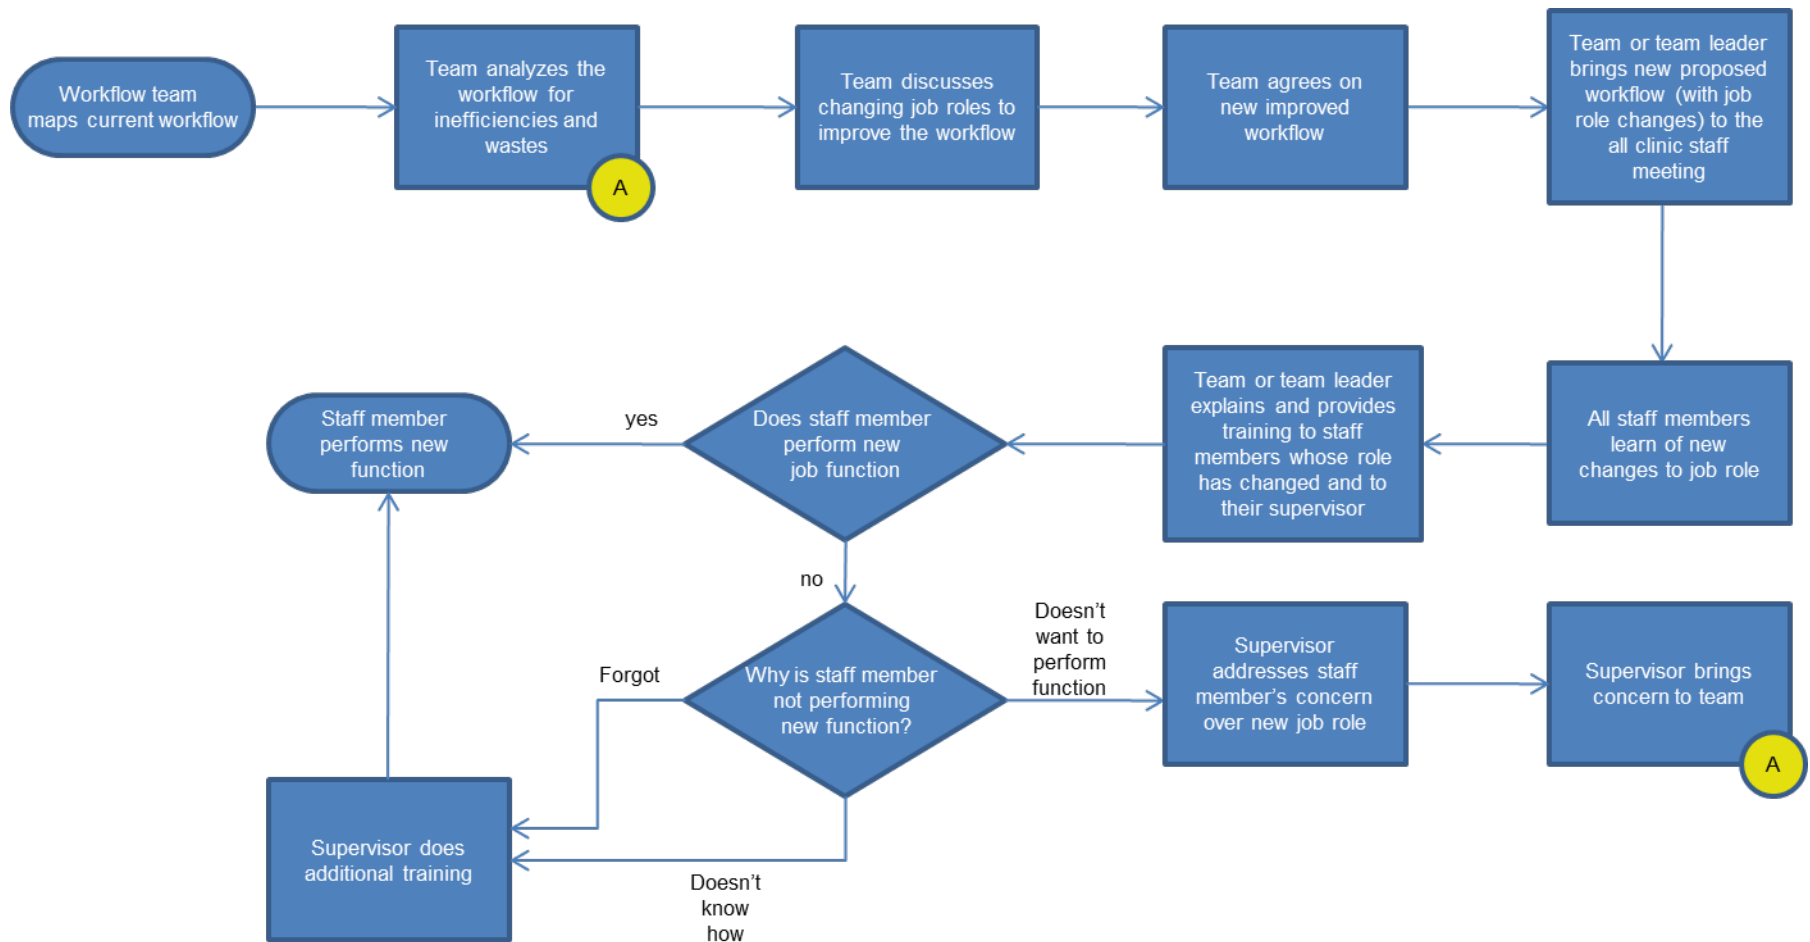 Workflow team
maps current workflow
Team analyzes the
workflow for
inefficiencies and
wastes
A
Team discusses
changing job roles to
improve the workflow
Team agrees on
new improved
workflow
Team or team leader
brings new proposed
workflow (with job
role changes) to the
all clinic staff
meeting
All staff members
learn of new
changes to job role
Team or team leader
explains and provides
training to staff
members whose role
has changed and to
their supervisor
Does staff member
perform new
job function
yes
Staff member
performs new
function
no
Why is staff member
not performing
new function?
Forgot
Doesn't
know
how
Supervisor does
additional training
Doesn't
want to
perform
function
Supervisor
addresses staff
member's concern
over new job role
Supervisor brings
concern to team
A